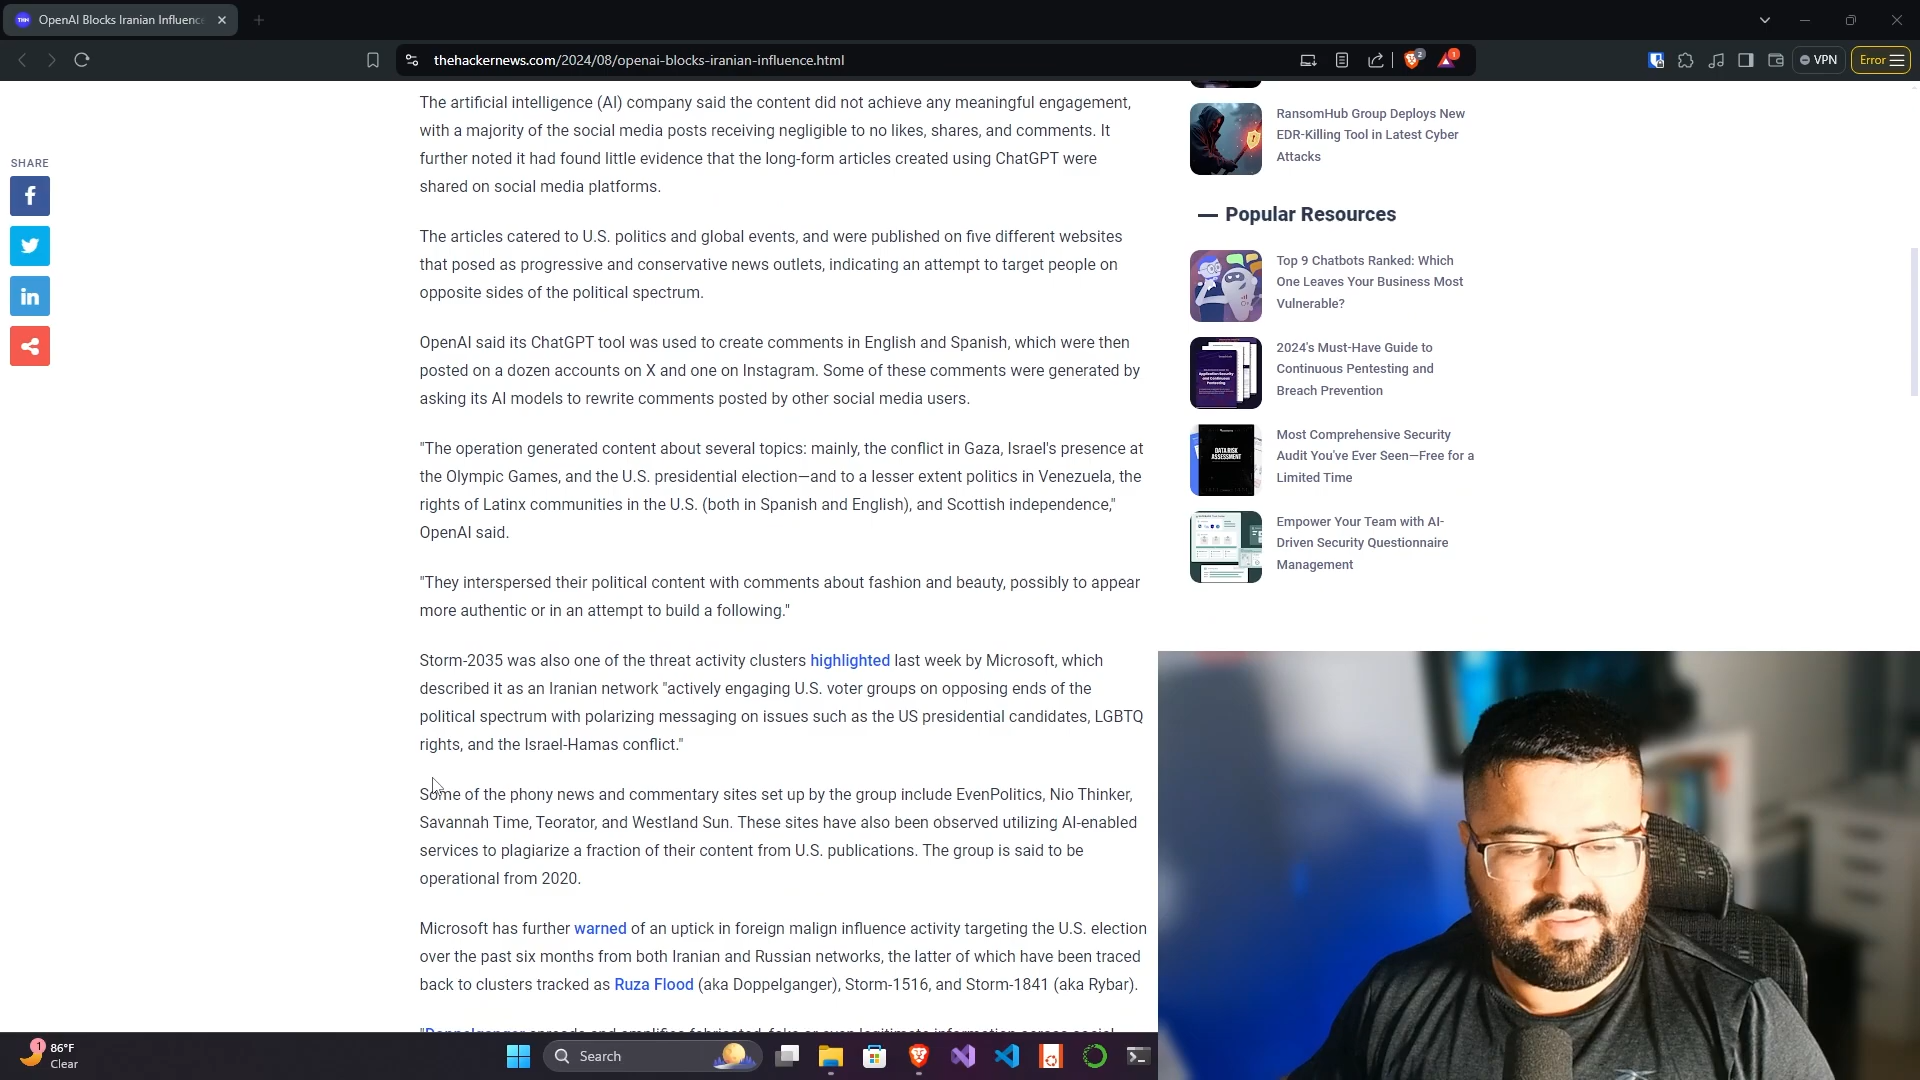 OpenAI Blocks Iranian Influence
thehackernews.com/2024/08/openai-blocks-iranian-influence.html
2
1
VPN
Error
SHARE
The artificial intelligence (AI) company said the content did not achieve any meaningful engagement,
with a majority of the social media posts receiving negligible to no likes, shares, and comments. It
further noted it had found little evidence that the long-form articles created using ChatGPT were
shared on social media platforms.
The articles catered to U.S. politics and global events, and were published on five different websites
that posed as progressive and conservative news outlets, indicating an attempt to target people on
opposite sides of the political spectrum.
OpenAI said its ChatGPT tool was used to create comments in English and Spanish, which were then
posted on a dozen accounts on X and one on Instagram. Some of these comments were generated by
asking its AI models to rewrite comments posted by other social media users.
"The operation generated content about several topics: mainly, the conflict in Gaza, Israel's presence at
the Olympic Games, and the U.S. presidential election—and to a lesser extent politics in Venezuela, the
rights of Latinx communities in the U.S. (both in Spanish and English), and Scottish independence,"
OpenAI said.
"They interspersed their political content with comments about fashion and beauty, possibly to appear
more authentic or in an attempt to build a following."
Storm-2035 was also one of the threat activity clusters highlighted last week by Microsoft, which
described it as an Iranian network "actively engaging U.S. voter groups on opposing ends of the
political spectrum with polarizing messaging on issues such as the US presidential candidates, LGBTQ
rights, and the Israel-Hamas conflict."
Some of the phony news and commentary sites set up by the group include EvenPolitics, Nio Thinker,
Savannah Time, Teorator, and Westland Sun. These sites have also been observed utilizing AI-enabled
services to plagiarize a fraction of their content from U.S. publications. The group is said to be
operational from 2020.
Microsoft has further warned of an uptick in foreign malign influence activity targeting the U.S. election
over the past six months from both Iranian and Russian networks, the latter of which have been traced
back to clusters tracked as Ruza Flood (aka Doppelganger), Storm-1516, and Storm-1841 (aka Rybar).
RansomHub Group Deploys New
EDR-Killing Tool in Latest Cyber
Attacks
Popular Resources
Top 9 Chatbots Ranked: Which
One Leaves Your Business Most
Vulnerable?
2024's Must-Have Guide to
Continuous Pentesting and
Breach Prevention
Most Comprehensive Security
Audit You've Ever Seen—Free for a
Limited Time
DATA RISK
ASSESSMENT
Empower Your Team with AI-
Driven Security Questionnaire
Management
1
86°F
Clear
Search